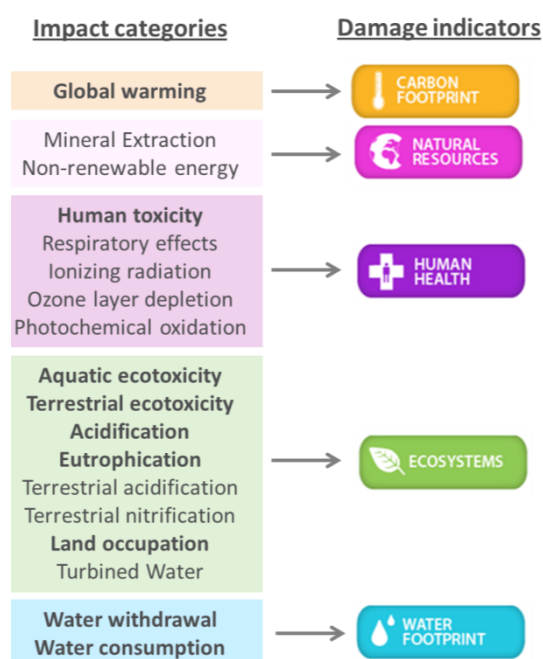 Impact categories
Damage indicators
Global warming
CARBON
FOOTPRINT
Mineral Extraction
Non-renewable energy
NATURAL
RESOURCES
Human toxicity
Respiratory effects
Ionizing radiation
Ozone layer depletion
Photochemical oxidation
HUMAN
HEALTH
Aquatic ecotoxicity
Terrestrial ecotoxicity
Acidification
Eutrophication
Terrestrial acidification
Terrestrial nitrification
Land occupation
Turbined Water
ECOSYSTEMS
Water withdrawal
Water consumption
WATER
FOOTPRINT